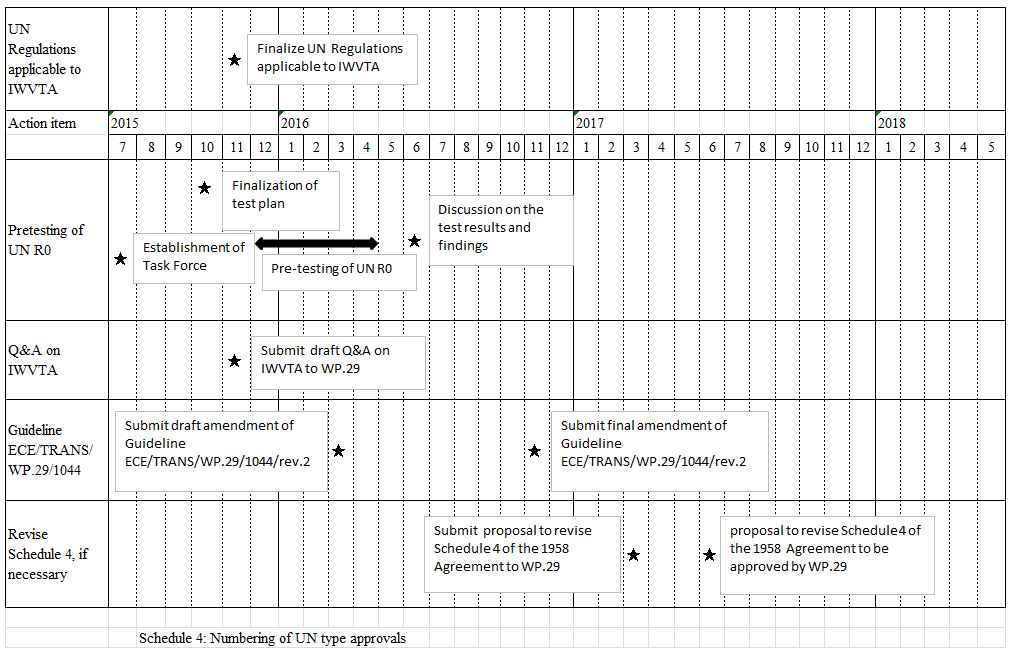 UN
Regulations
applicable to
IWVTA
Finalize UN Regulations
applicable to IWVTA
Action item
2015 2016 2017 2018
7 8 9 10 11 12 1 2 3 4 5 6 7 8 9 10 11 12 1 2 3 4 5 6 7 8 9 10 11 12 1 2 3 4 5
Pretesting of
UN R0
Finalization of
test plan
Establishment of
Task Force
Pre-testing of UN R0
Discussion on the
test results and
findings
Q&A on
IWVTA
Submit draft Q&A on
IWVTA to WP.29
Guideline
ECE/TRANS/
WP.29/1044
Submit draft amendment of
Guideline
ECE/TRANS/WP.29/1044/rev.2
Submit final amendment of
Guideline
ECE/TRANS/WP.29/1044/rev.2
Revise
Schedule 4, if
necessary
Submit proposal to revise
Schedule 4 of the 1958
Agreement to WP.29
proposal to revise Schedule 4 of
the 1958 Agreement to be
approved by WP.29
Schedule 4: Numbering of UN type approvals